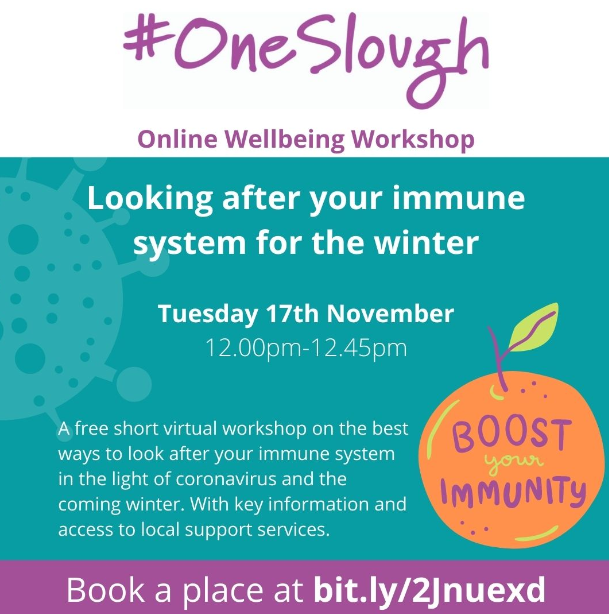 #OneSlough
Online Wellbeing Workshop
Looking after your immune
system for the winter
Tuesday 17th November
12.00pm-12.45pm
A free short virtual workshop on the best
ways to look after your immune system
in the light of coronavirus and the
coming winter. With key information and
access to local support services.
BOOST
your
IMMUNITY
Book a place at bit.ly/2Jnuexd